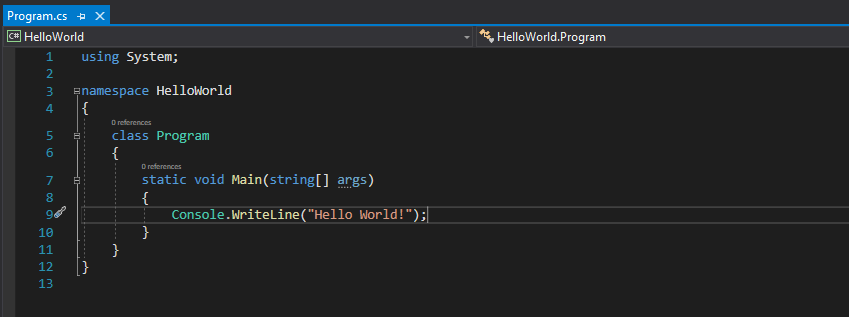 Program.cs
C# HelloWorld HelloWorld.Program
1 using System;
2
3 namespace HelloWorld
4 {
0 references
5 class Program
6 {
0 references
7 static void Main(string[] args)
8 {
9 Console.WriteLine("Hello World!");
10 }
11 }
12 }
13